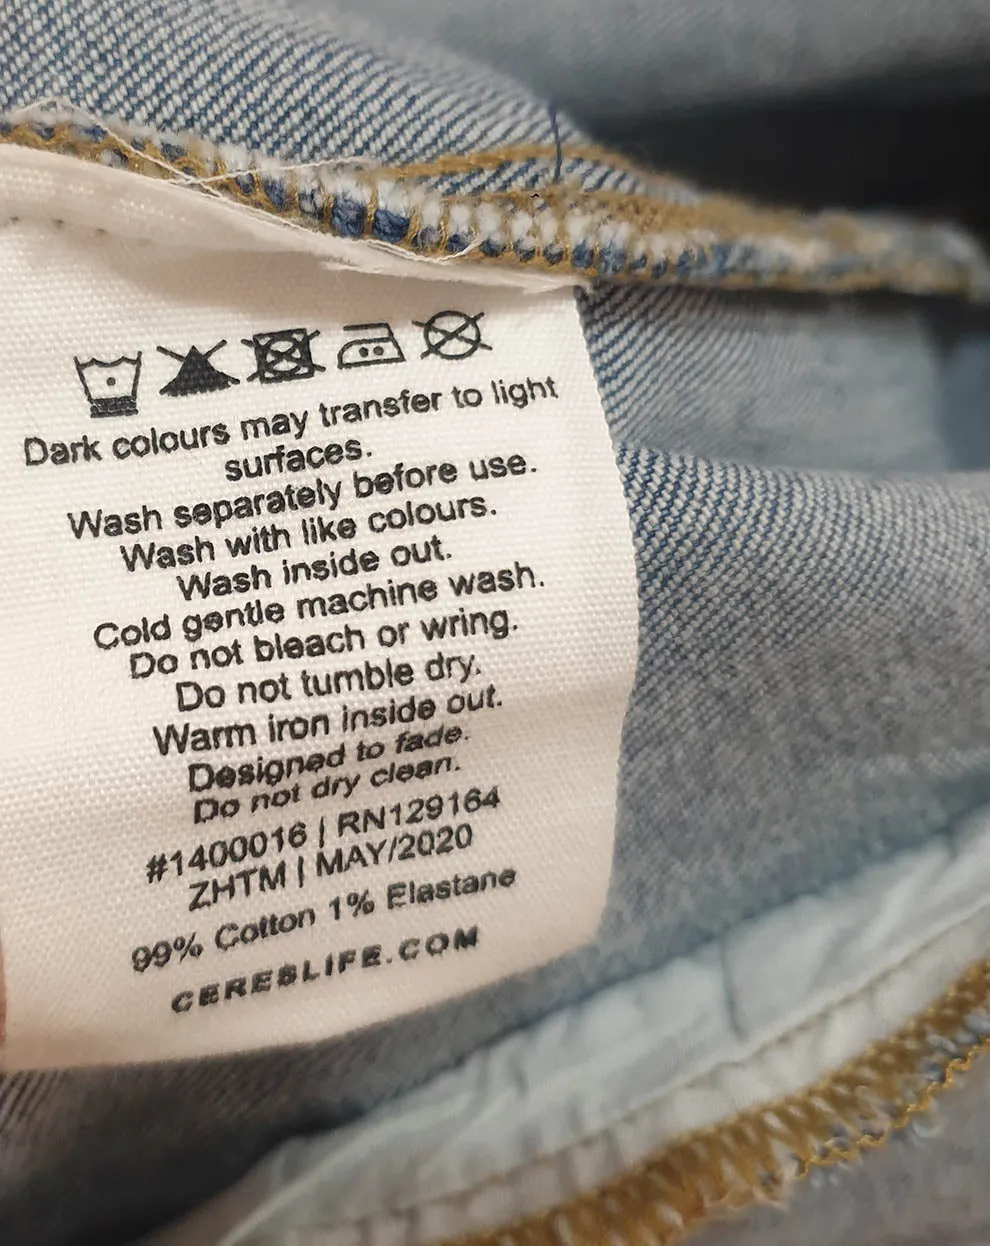 Dark colours may transfer to light
surfaces.
Wash separately before use.
Wash with like colours.
Wash inside out.
Cold gentle machine wash.
Do not bleach or wring.
Do not tumble dry.
Warm iron inside out.
Designed to fade.
Do not dry clean.
#1400016 | RN129164
ZHTM | MAY/2020
99% Cotton 1% Elastane
CERESLIFE.COM